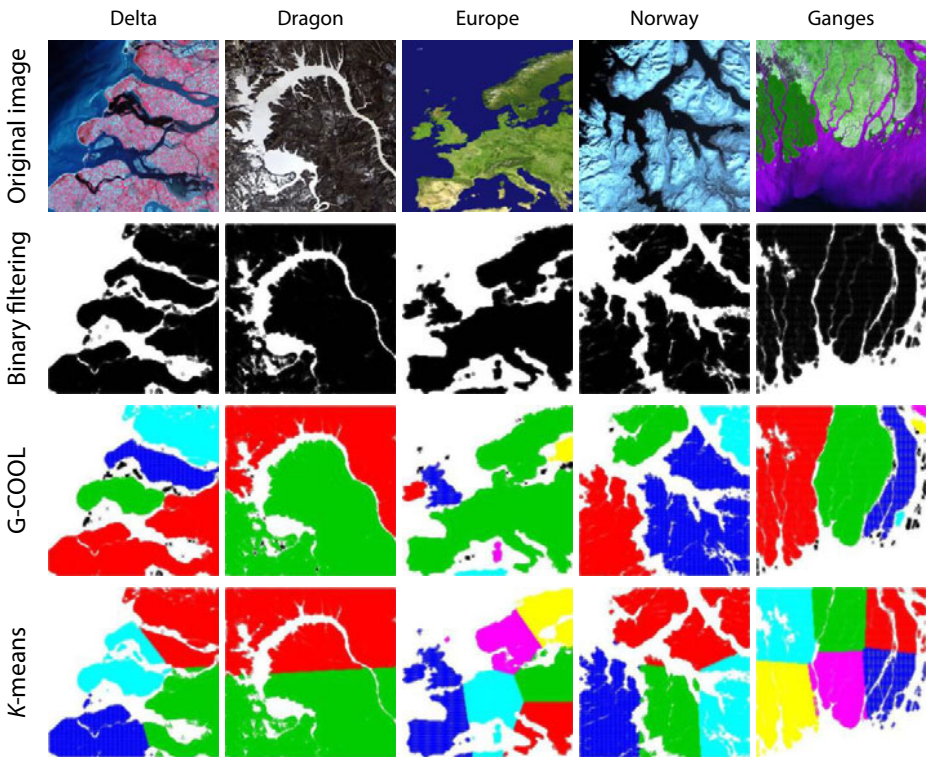 Delta Dragon Europe Norway Ganges
Original image
Binary filtering
G-COOL
K-means